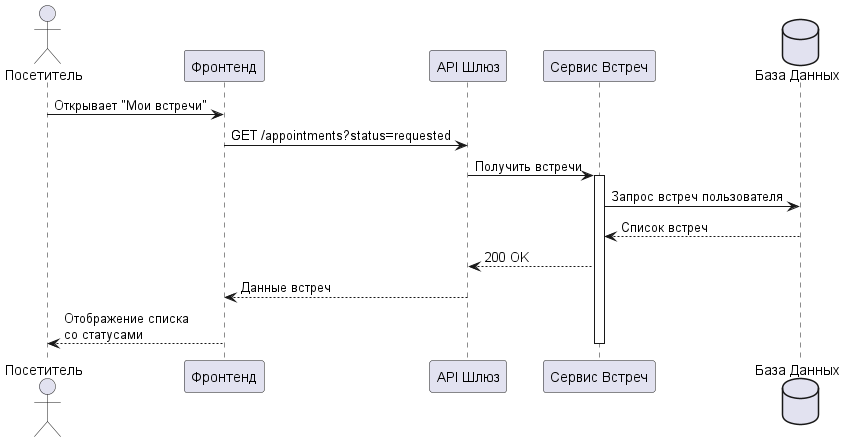 Посетитель
Фронтенд
API Шлюз
Сервис Встреч
База Данных
Открывает "Мои встречи"
GET /appointments?status=requested
Получить встречи
Запрос встреч пользователя
Список встреч
200 OK
Данные встреч
Отображение списка
со статусами
Посетитель
Фронтенд
API Шлюз
Сервис Встреч
База Данных